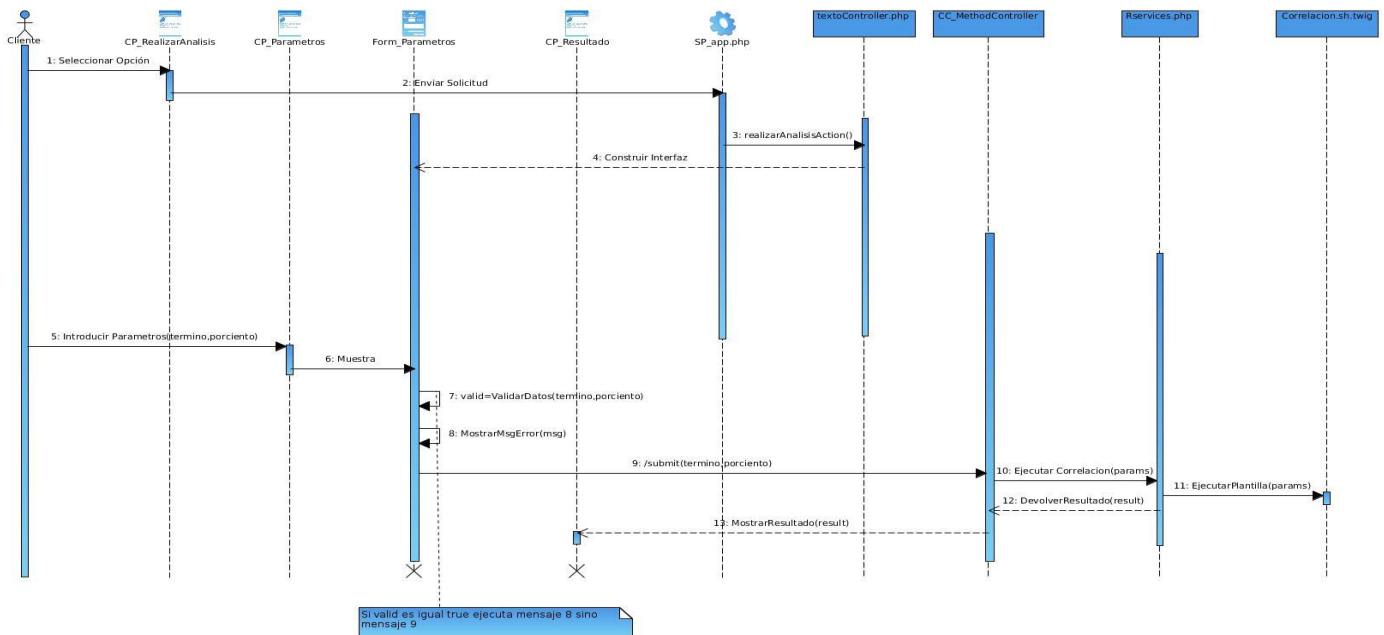 Cliente
CP_RealizarAnalisis
CP_Parametros
Form_Parametros
CP_Resultado
SP_app.php
textoController.php
CC_MethodController
Rservices.php
Correlacion.sh.twig
1: Seleccionar Opción
2: Enviar Solicitud
3: realizarAnalisisAction()
4: Construir Interfaz
5: Introducir Parametros(termino,porciento)
6: Muestra
7: valid=ValidarDatos(termino,porciento)
8: MostrarMsgError(msg)
9: /submit(termino,porciento)
10: Ejecutar Correlacion(params)
11: EjecutarPlantilla(params)
12: DevolverResultado(result)
13: MostrarResultado(result)
Si valid es igual true ejecuta mensaje 8 sino
mensaje 9